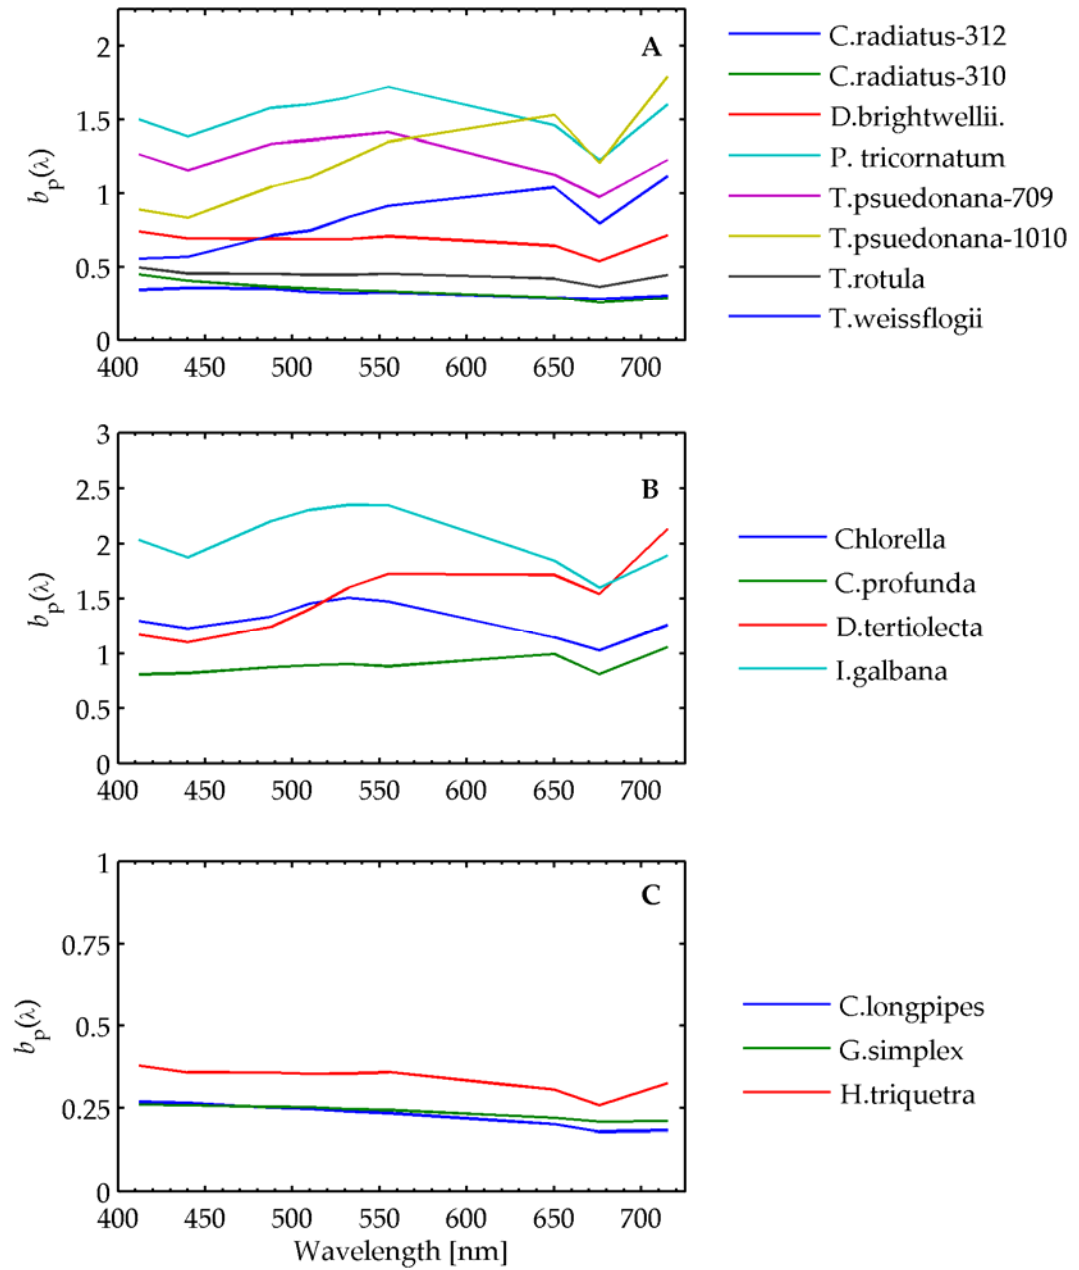 A
2
1.5
1
0.5
0
b_p(λ)
400 450 500 550 600 650 700
C.radiatus-312
C.radiatus-310
D.brightwellii.
P. tricornatum
T.psuedonana-709
T.psuedonana-1010
T.rotula
T.weissflogii
B
3
2.5
2
1.5
1
0.5
0
b_p(λ)
400 450 500 550 600 650 700
Chlorella
C.profunda
D.tertiolecta
I.galbana
C
1
0.75
0.5
0.25
0
b_p(λ)
400 450 500 550 600 650 700
Wavelength [nm]
C.longpipes
G.simplex
H.triquetra